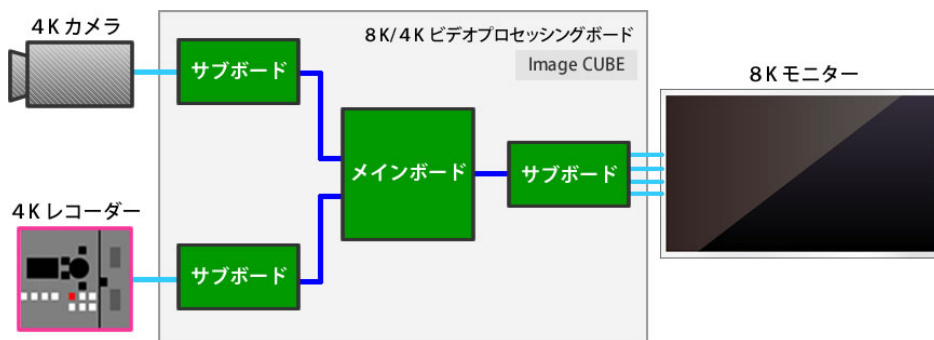 4Kカメラ
8K/4Kビデオプロセッシングボード
Image CUBE
8Kモニター
サブボード
メインボード
サブボード
4Kレコーダー
サブボード